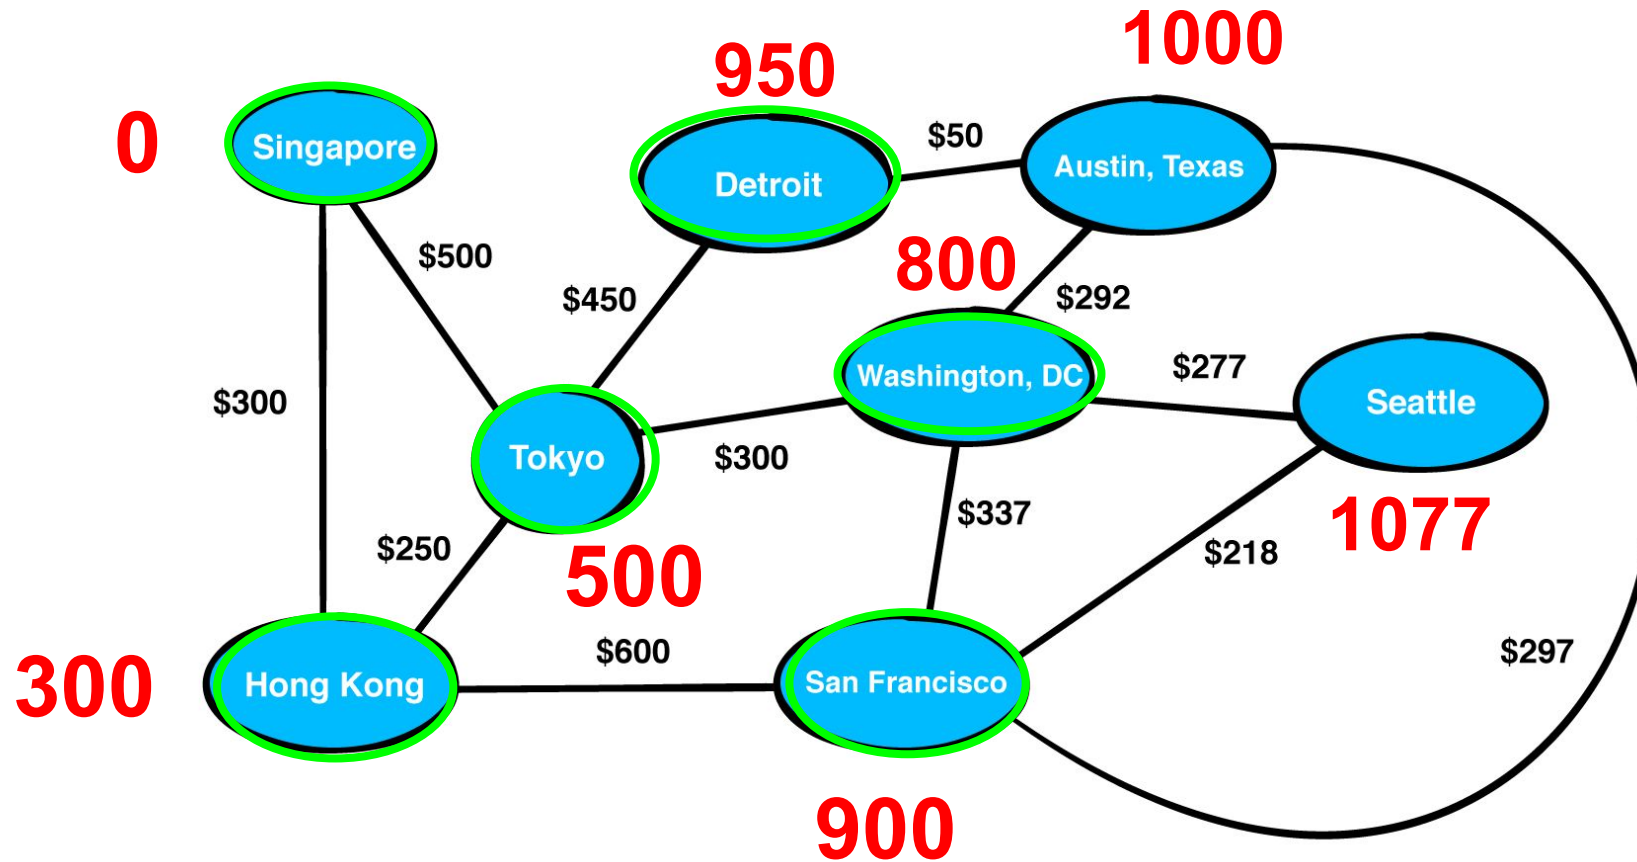 1000
950
$50
0
Singapore
Detroit
Austin, Texas
$500
800
$450
$292
Washington, DC
$277
$300
Seattle
Tokyo
$300
$337
1077
$250
500
$218
$600
$297
300
Hong Kong
San Francisco
900